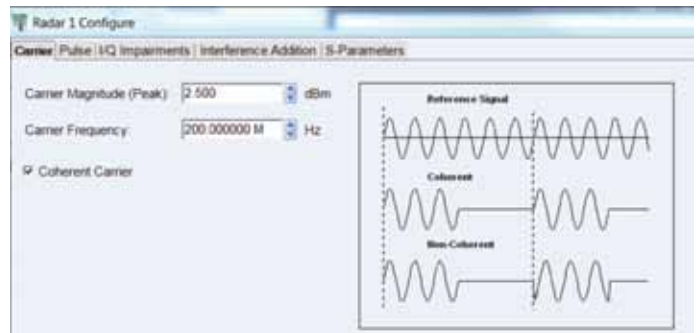 Radar 1 Configure
Carrier Pulse I/Q Impairments Interference Addition S-Parameters
Carrier Magnitude (Peak): 2.500 dBm
Carrier Frequency: 200.000000 M Hz
Coherent Carrier
Reference Signal
Coherent
Non-Coherent